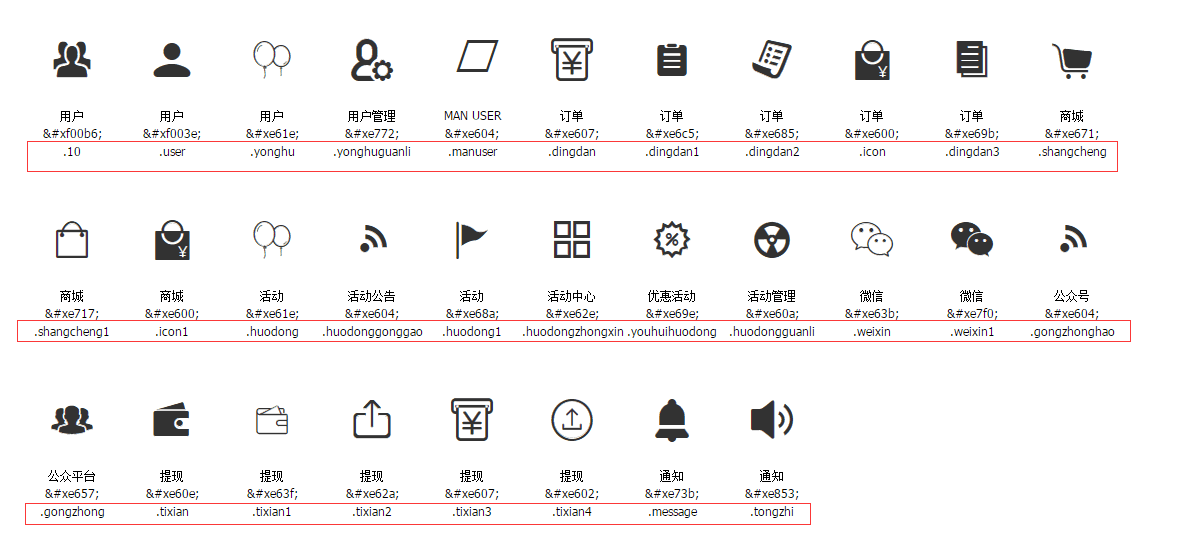 用户 用户 用户 用户管理 MAN USER 订单 订单 订单 订单 订单 商城
&#xf00b6; &#xf003e; &#xe61e; &#xe772; &#xe604; &#xe607; &#xe6c5; &#xe685; &#xe600; &#xe69b; &#xe671;
.10 .user .yonghu .yonghuguanli .manuser .dingdan .dingdan1 .dingdan2 .icon .dingdan3 .shangcheng
商城 商城 活动 活动公告 活动 活动中心 优惠活动 活动管理 微信 微信 公众号
&#xe717; &#xe600; &#xe61e; &#xe604; &#xe68a; &#xe62e; &#xe69e; &#xe60a; &#xe63b; &#xe7f0; &#xe604;
.shangcheng1 .icon1 .huodong .huodonggonggao .huodong1 .huodongzhongxin .youhuihuodong .huodongguanli .weixin .weixin1 .gongzhonghao
公众平台 提现 提现 提现 提现 提现 通知 通知
&#xe657; &#xe60e; &#xe63f; &#xe62a; &#xe607; &#xe602; &#xe73b; &#xe853;
.gongzhong .tixian .tixian1 .tixian2 .tixian3 .tixian4 .message .tongzhi